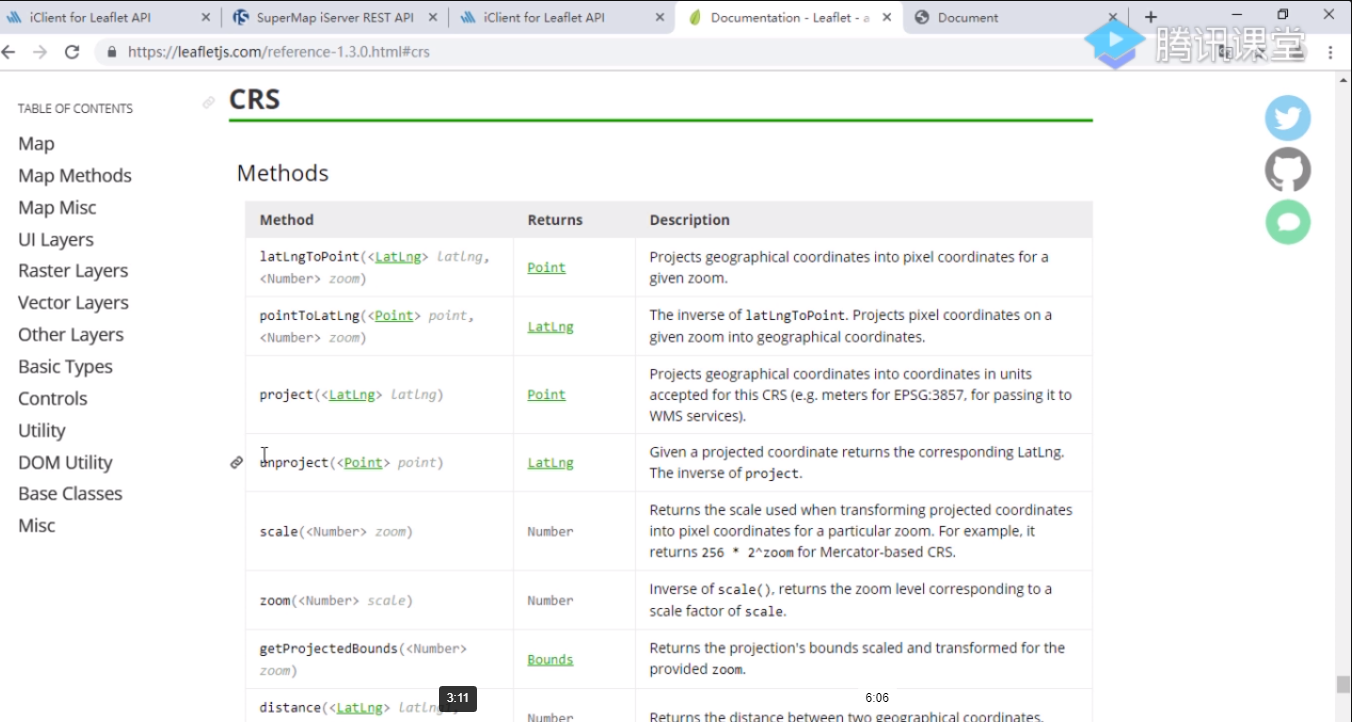 iClient for Leaflet API
SuperMap iServer REST API
iClient for Leaflet API
Documentation - Leaflet - a
Document
https://leafletjs.com/reference-1.3.0.html#crs
腾讯课堂
TABLE OF CONTENTS
Map
Map Methods
Map Misc
UI Layers
Raster Layers
Vector Layers
Other Layers
Basic Types
Controls
Utility
DOM Utility
Base Classes
Misc
CRS
Methods
Method Returns Description
latLngToPoint(<LatLng> latlng,
<Number> zoom)
Point
Projects geographical coordinates into pixel coordinates for a
given zoom.
pointToLatLng(<Point> point,
<Number> zoom)
LatLng
The inverse of latLngToPoint. Projects pixel coordinates on a
given zoom into geographical coordinates.
project(<LatLng> latlng)
Point
Projects geographical coordinates into coordinates in units
accepted for this CRS (e.g. meters for EPSG:3857, for passing it to
WMS services).
unproject(<Point> point)
LatLng
Given a projected coordinate returns the corresponding LatLng.
The inverse of project.
scale(<Number> zoom)
Number
Returns the scale used when transforming projected coordinates
into pixel coordinates for a particular zoom. For example, it
returns 256 * 2^zoom for Mercator-based CRS.
zoom(<Number> scale)
Number
Inverse of scale(), returns the zoom level corresponding to a
scale factor of scale.
getProjectedBounds(<Number>
zoom)
Bounds
Returns the projection's bounds scaled and transformed for the
provided zoom.
distance(<LatLng>
Number
Returns the distance between two geographical coordinates.
3:11
6:06